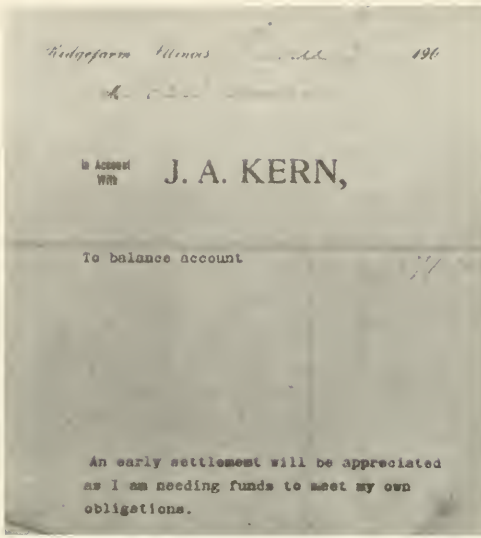 Ridgefarm Illinois 190
In Account
With
J. A. KERN,
To balance account
An early settlement will be appreciated
as I am needing funds to meet my own
obligations.